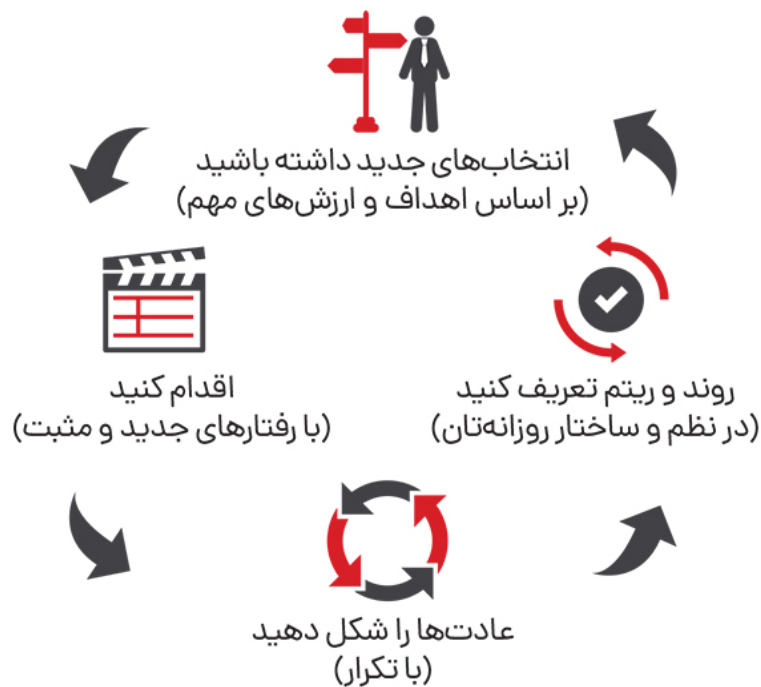 انتخاب‌های جدید داشته باشید
(بر اساس اهداف و ارزش‌های مهم)
اقدام کنید
(با رفتارهای جدید و مثبت)
عادت‌ها را شکل دهید
(با تکرار)
روند و ریتم تعریف کنید
(در نظم و ساختار روزانه‌تان)